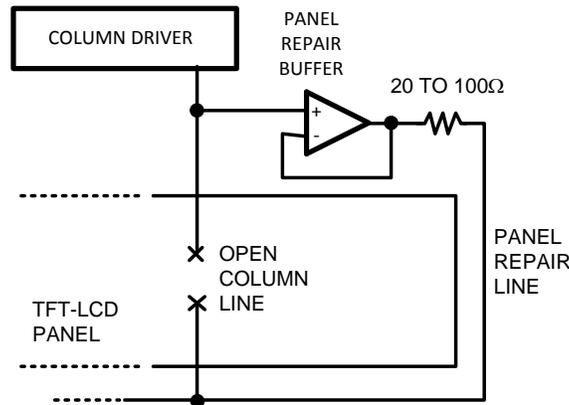 COLUMN DRIVER
PANEL
REPAIR
BUFFER
20 TO 100Ω
+
-
OPEN
COLUMN
LINE
PANEL
REPAIR
LINE
TFT-LCD
PANEL